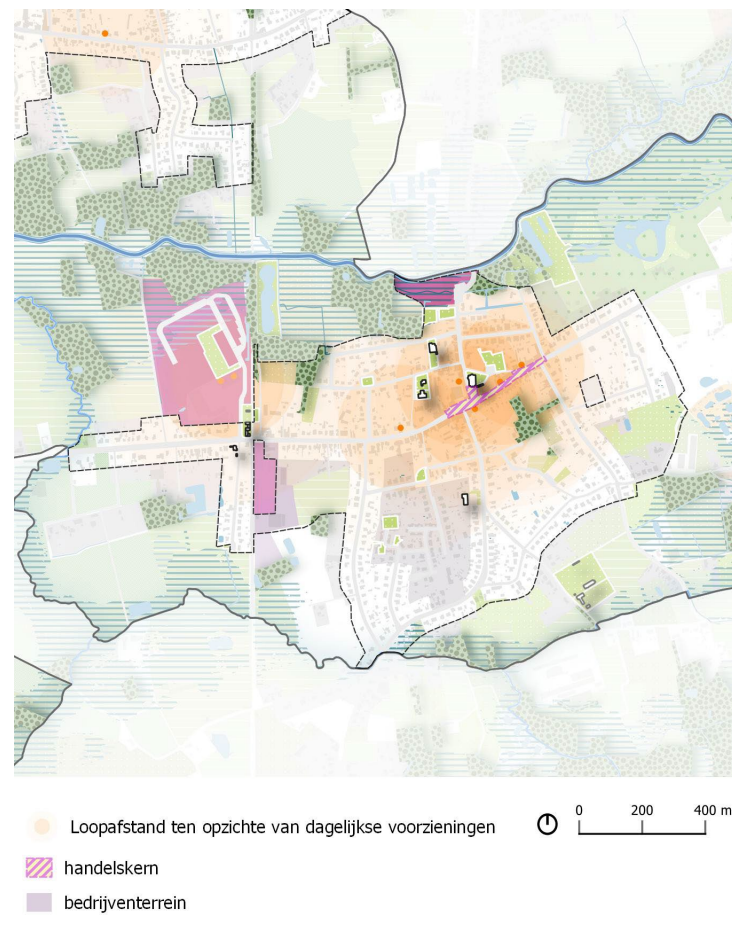 0 200 400 m
Loopafstand ten opzichte van dagelijkse voorzieningen
handelskern
bedrijventerrein